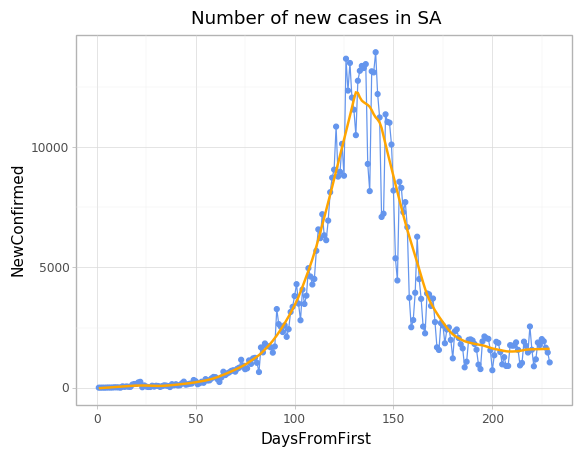 Number of new cases in SA
NewConfirmed
10000
5000
0
0 50 100 150 200
DaysFromFirst